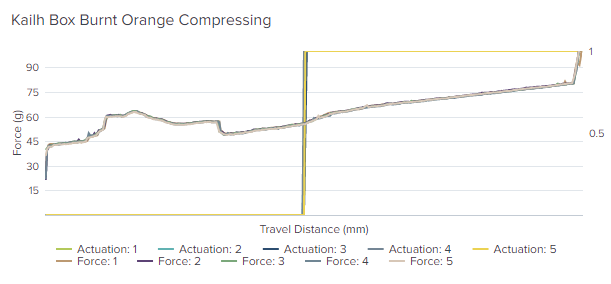 Kailh Box Burnt Orange Compressing
1
90
75
60
45
30
15
0.5
Force (g)
Travel Distance (mm)
Actuation: 1 Actuation: 2 Actuation: 3 Actuation: 4 Actuation: 5
Force: 1 Force: 2 Force: 3 Force: 4 Force: 5